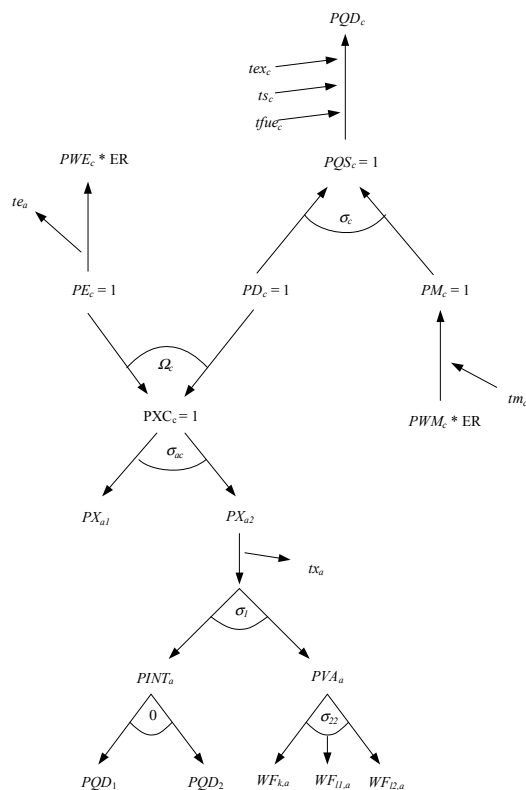 PQD_c
tex_c
ts_c
tfue_c
PWE_c * ER
PQS_c = 1
te_a
σ_c
PE_c = 1
PD_c = 1
PM_c = 1
Ω_c
tm_c
PXC_c = 1
PWM_c * ER
σ_ac
PX_a1
PX_a2
tx_a
σ_1
PINT_a
PVA_a
0
σ_22
PQD_1
PQD_2
WF_k,a
WF_l1,a
WF_l2,a